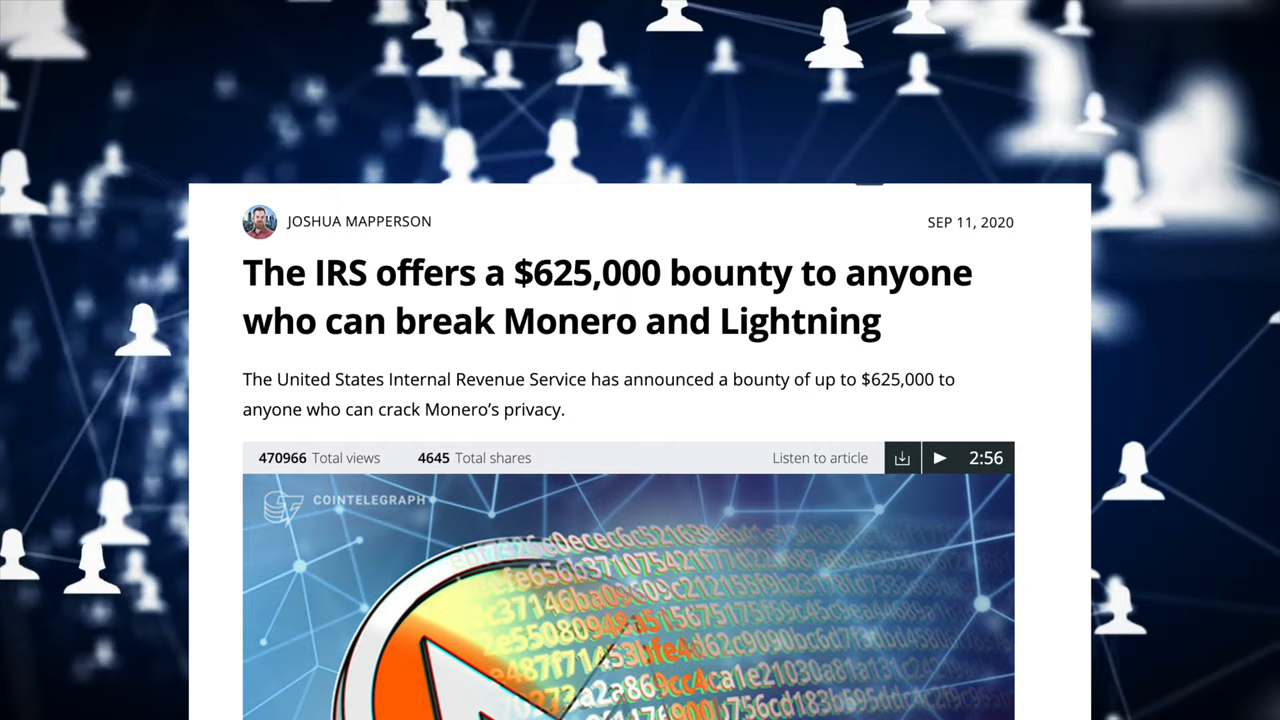 JOSHUA MAPPERSON
SEP 11, 2020
The IRS offers a $625,000 bounty to anyone
who can break Monero and Lightning
The United States Internal Revenue Service has announced a bounty of up to $625,000 to
anyone who can crack Monero’s privacy.
470966 Total views
4645 Total shares
Listen to article
2:56
COINTELEGRAPH